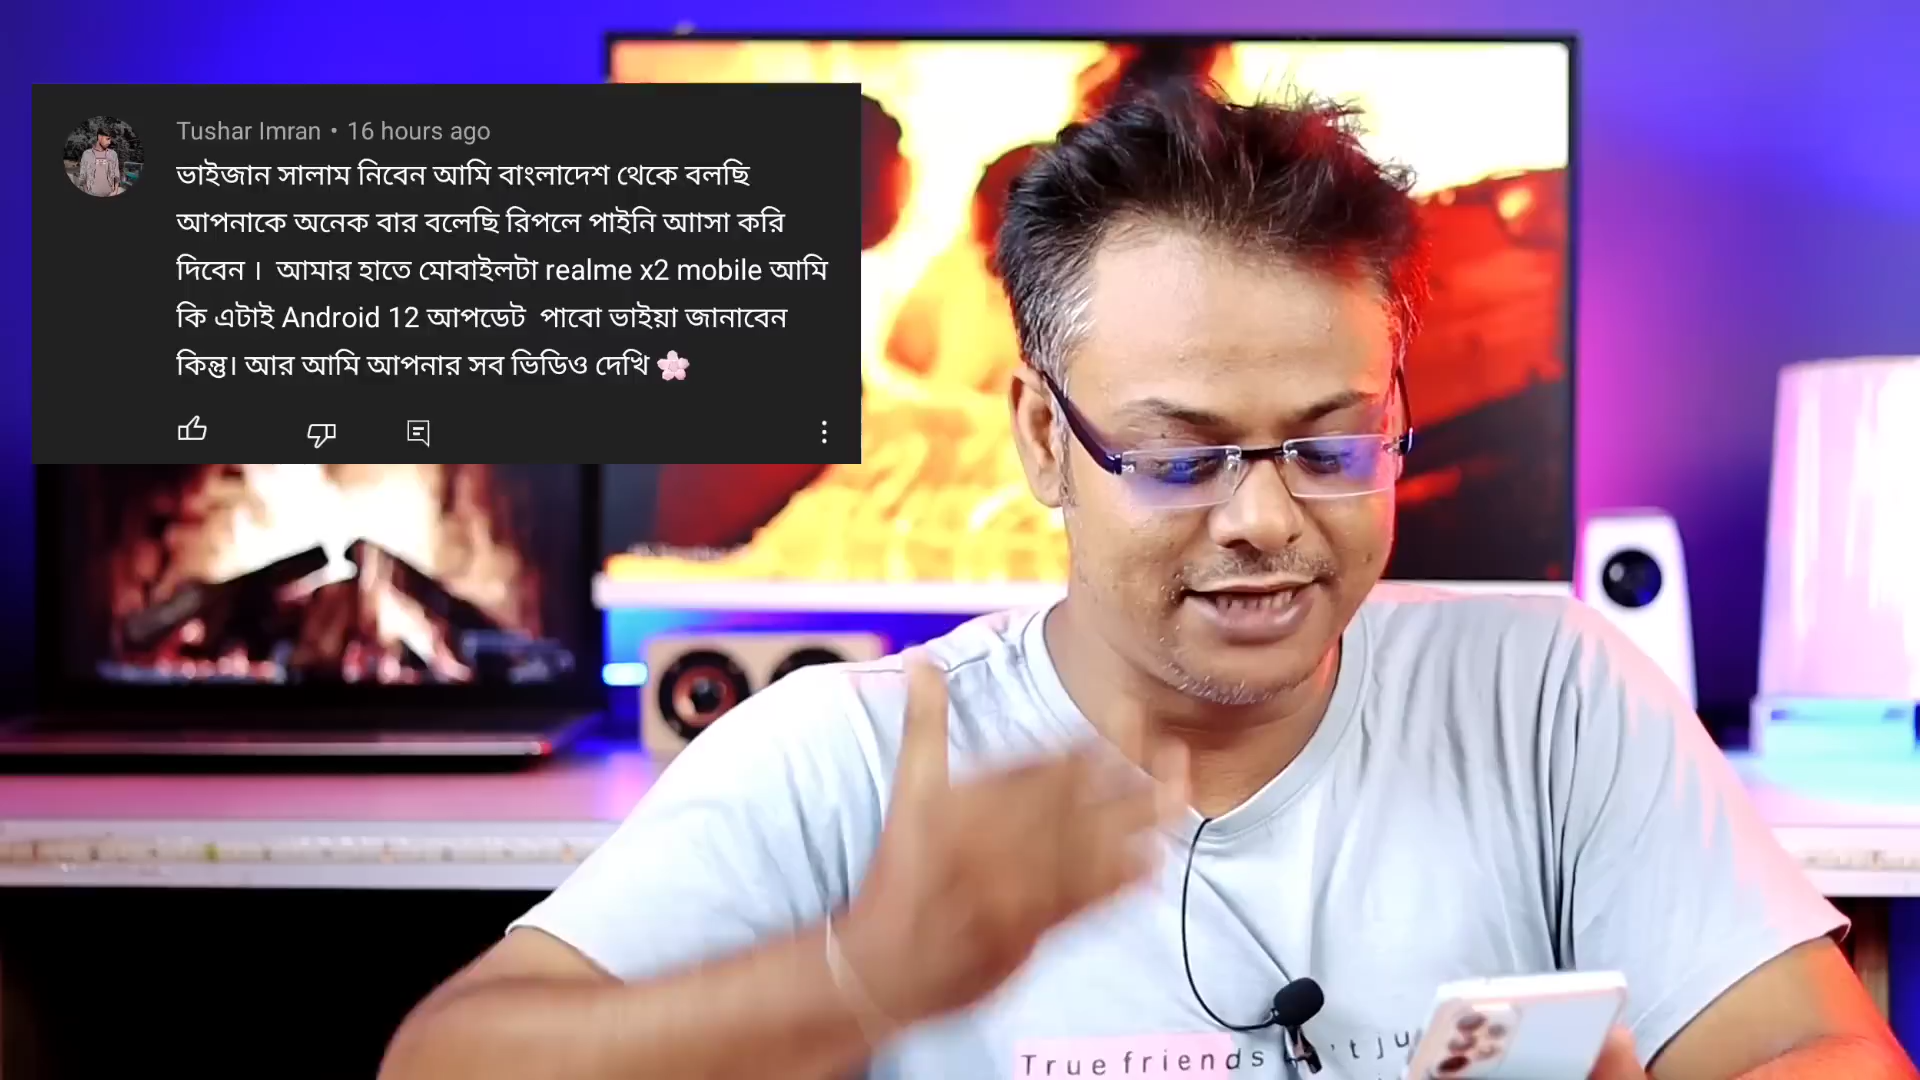 Tushar Imran • 16 hours ago
ভাইজান সালাম নিবেন আমি বাংলাদেশ থেকে বলছি
আপনাকে অনেক বার বলেছি রিপলে পাইনি আাসা করি
দিবেন । আমার হাতে মোবাইলটা realme x2 mobile আমি
কি এটাই Android 12 আপডেট পাবো ভাইয়া জানাবেন
কিন্তু। আর আমি আপনার সব ভিডিও দেখি 🌸
True friends